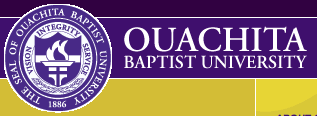 THE SEAL OF OUACHITA BAPTIST UNIVERSITY
VISION INTEGRITY SERVICE
1886
OUACHITA
BAPTIST UNIVERSITY